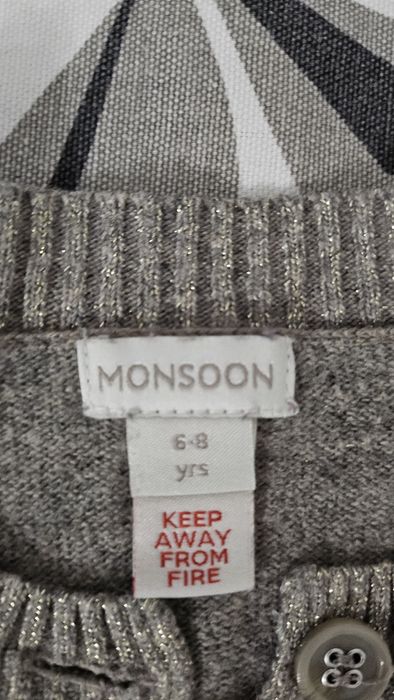 MONSOON
6-8
yrs
KEEP
AWAY
FROM
FIRE